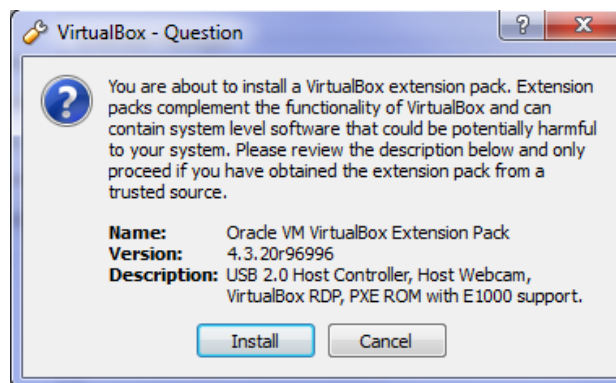 VirtualBox - Question
You are about to install a VirtualBox extension pack. Extension
packs complement the functionality of VirtualBox and can
contain system level software that could be potentially harmful
to your system. Please review the description below and only
proceed if you have obtained the extension pack from a
trusted source.
Name: Oracle VM VirtualBox Extension Pack
Version: 4.3.20r96996
Description: USB 2.0 Host Controller, Host Webcam,
VirtualBox RDP, PXE ROM with E1000 support.
Install Cancel